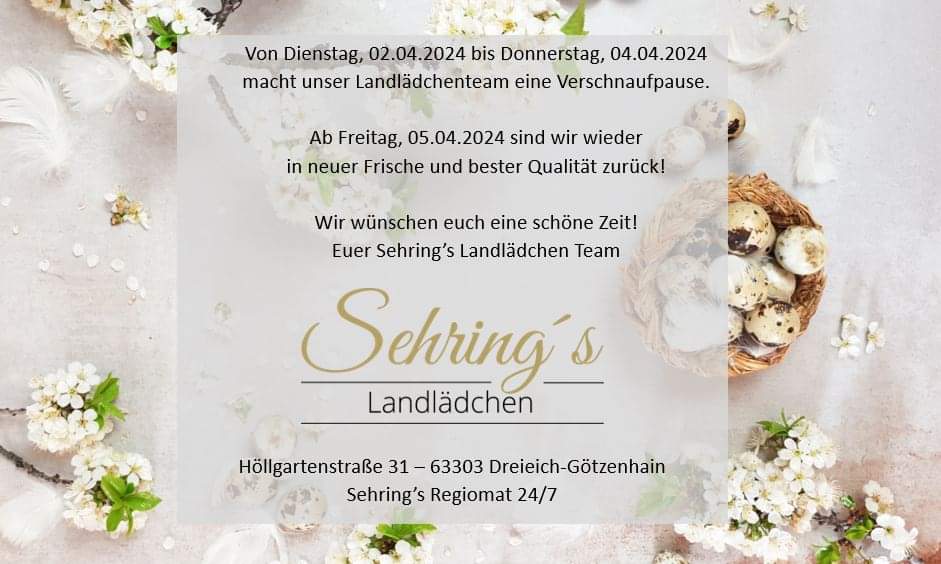 Von Dienstag, 02.04.2024 bis Donnerstag, 04.04.2024
macht unser Landlädchenteam eine Verschnaufpause.
Ab Freitag, 05.04.2024 sind wir wieder
in neuer Frische und bester Qualität zurück!
Wir wünschen euch eine schöne Zeit!
Euer Sehring’s Landlädchen Team
Sehring´s
Landlädchen
Höllgartenstraße 31 – 63303 Dreieich-Götzenhain
Sehring’s Regiomat 24/7